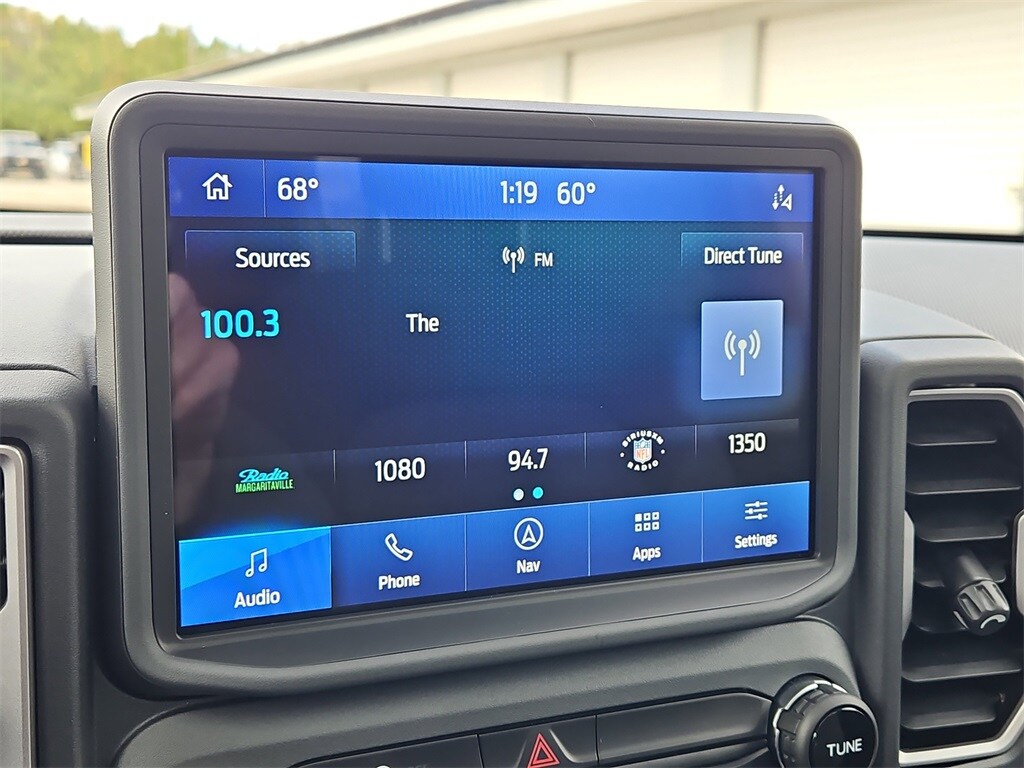 68° 1:19 60°
Sources FM Direct Tune
100.3 The
Radio MARGARITAVILLE 1080 94.7 SIRIUSXM NFL RADIO 1350
Audio Phone Nav Apps Settings
TUNE